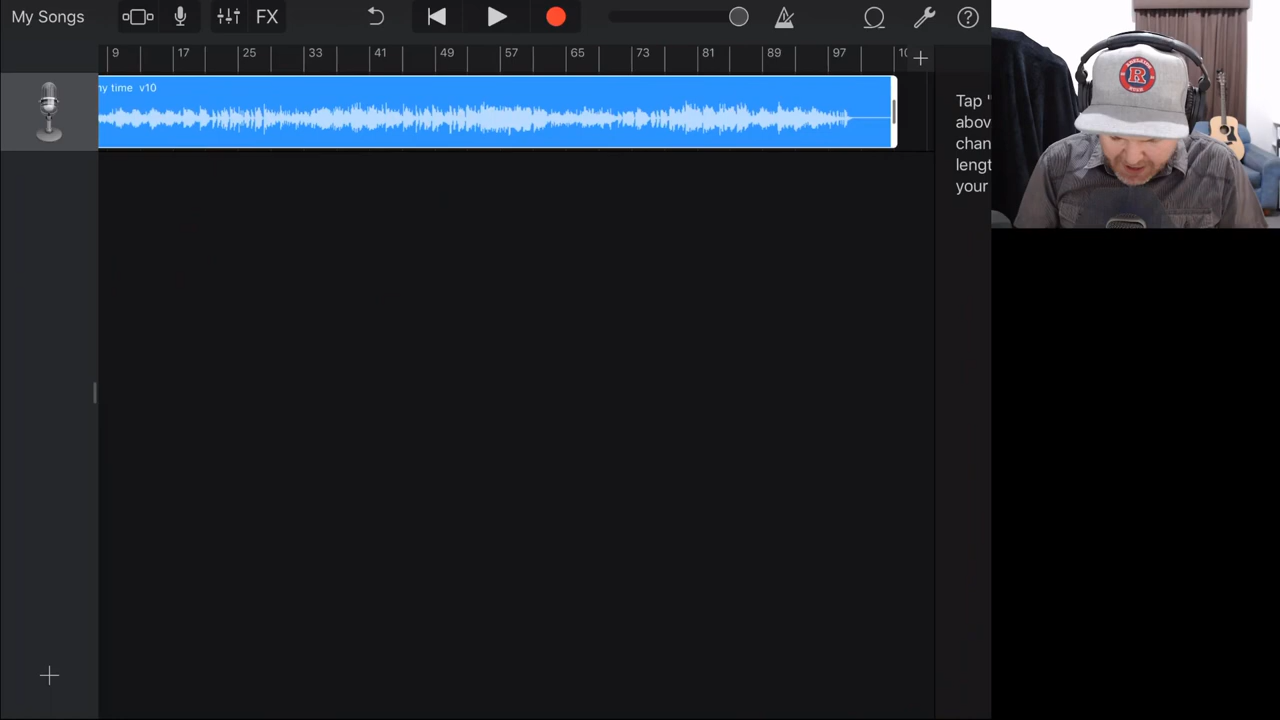 My Songs FX
9 17 25 33 41 49 57 65 73 81 89 97 10
ny time v10
Tap "
abov
chan
lengt
your
R